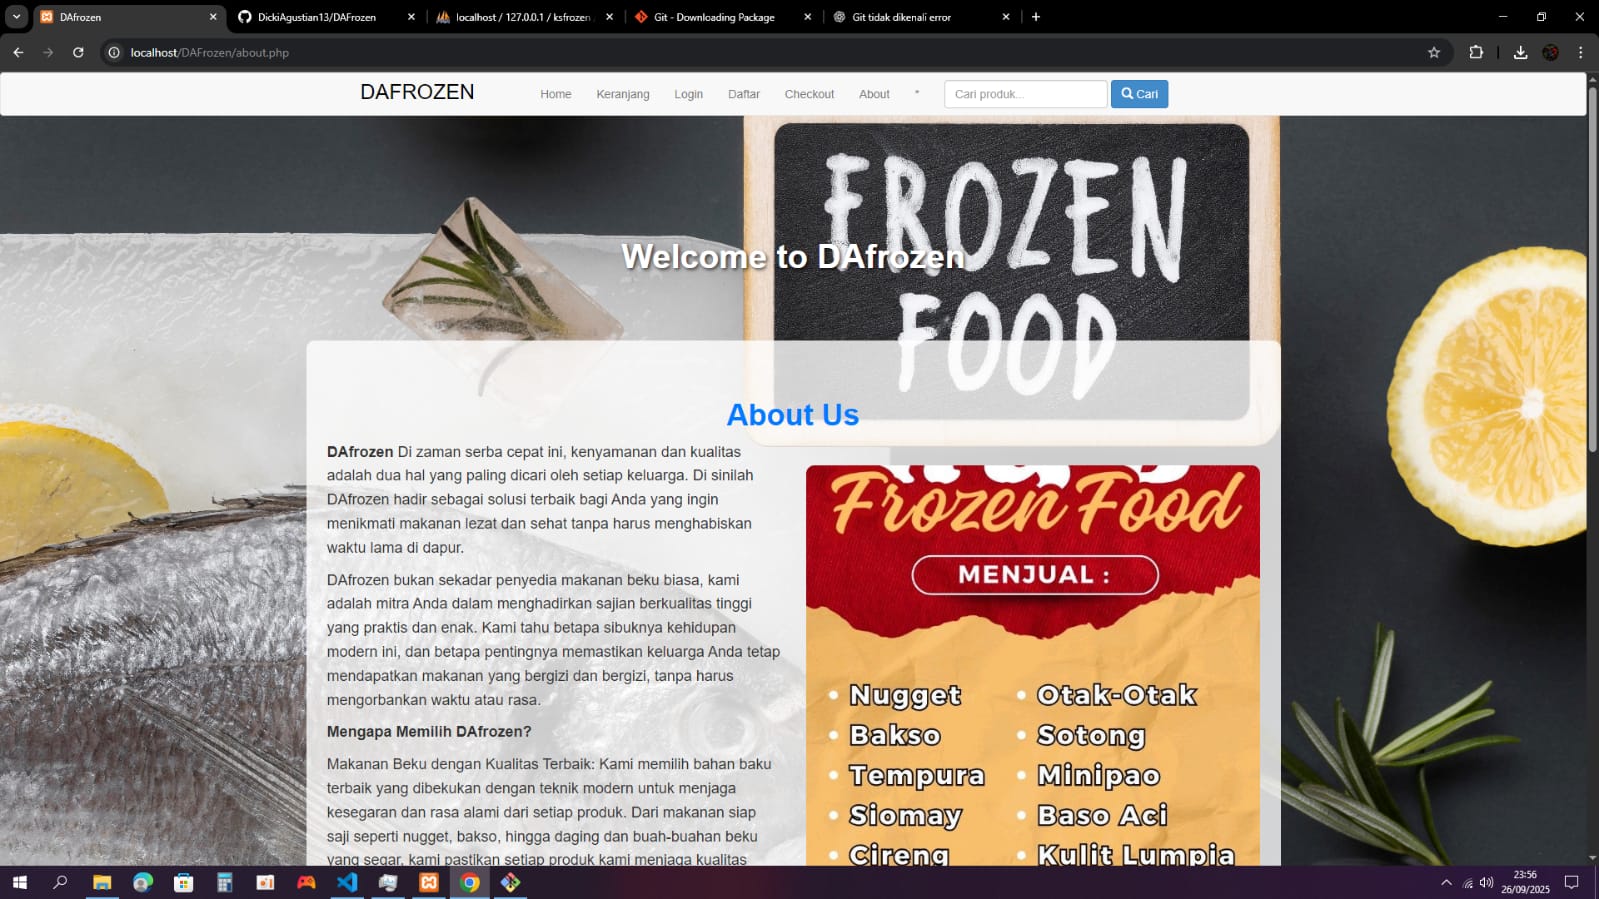 DAfrozen
DickiAgustian13/DAFrozen
localhost / 127.0.0.1 / ksfrozen
Git - Downloading Package
Git tidak dikenali error
localhost/DAFrozen/about.php
DAFROZEN
Home
Keranjang
Login
Daftar
Checkout
About
*
Cari produk...
Cari
FROZEN
FOOD
Welcome to DAfrozen
About Us
DAfrozen Di zaman serba cepat ini, kenyamanan dan kualitas
adalah dua hal yang paling dicari oleh setiap keluarga. Di sinilah
DAfrozen hadir sebagai solusi terbaik bagi Anda yang ingin
menikmati makanan lezat dan sehat tanpa harus menghabiskan
waktu lama di dapur.
DAfrozen bukan sekadar penyedia makanan beku biasa, kami
adalah mitra Anda dalam menghadirkan sajian berkualitas tinggi
yang praktis dan enak. Kami tahu betapa sibuknya kehidupan
modern ini, dan betapa pentingnya memastikan keluarga Anda tetap
mendapatkan makanan yang bergizi dan bergizi, tanpa harus
mengorbankan waktu atau rasa.
Mengapa Memilih DAfrozen?
Makanan Beku dengan Kualitas Terbaik: Kami memilih bahan baku
terbaik yang dibekukan dengan teknik modern untuk menjaga
kesegaran dan rasa alami dari setiap produk. Dari makanan siap
saji seperti nugget, bakso, hingga daging dan buah-buahan beku
yang segar, kami pastikan setiap produk kami menjaga kualitas
Frozen Food
MENJUAL :
• Nugget
• Bakso
• Tempura
• Siomay
• Cireng
• Otak-Otak
• Sotong
• Minipao
• Baso Aci
• Kulit Lumpia
23:56
26/09/2025